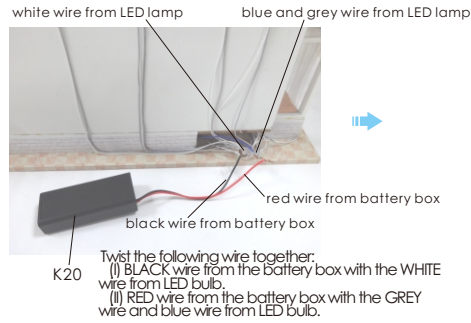 white wire from LED lamp
blue and grey wire from LED lamp
red wire from battery box
black wire from battery box
K20
Twist the following wire together:
(I) BLACK wire from the battery box with the WHITE
wire from LED bulb.
(II) RED wire from the battery box with the GREY
wire and blue wire from LED bulb.